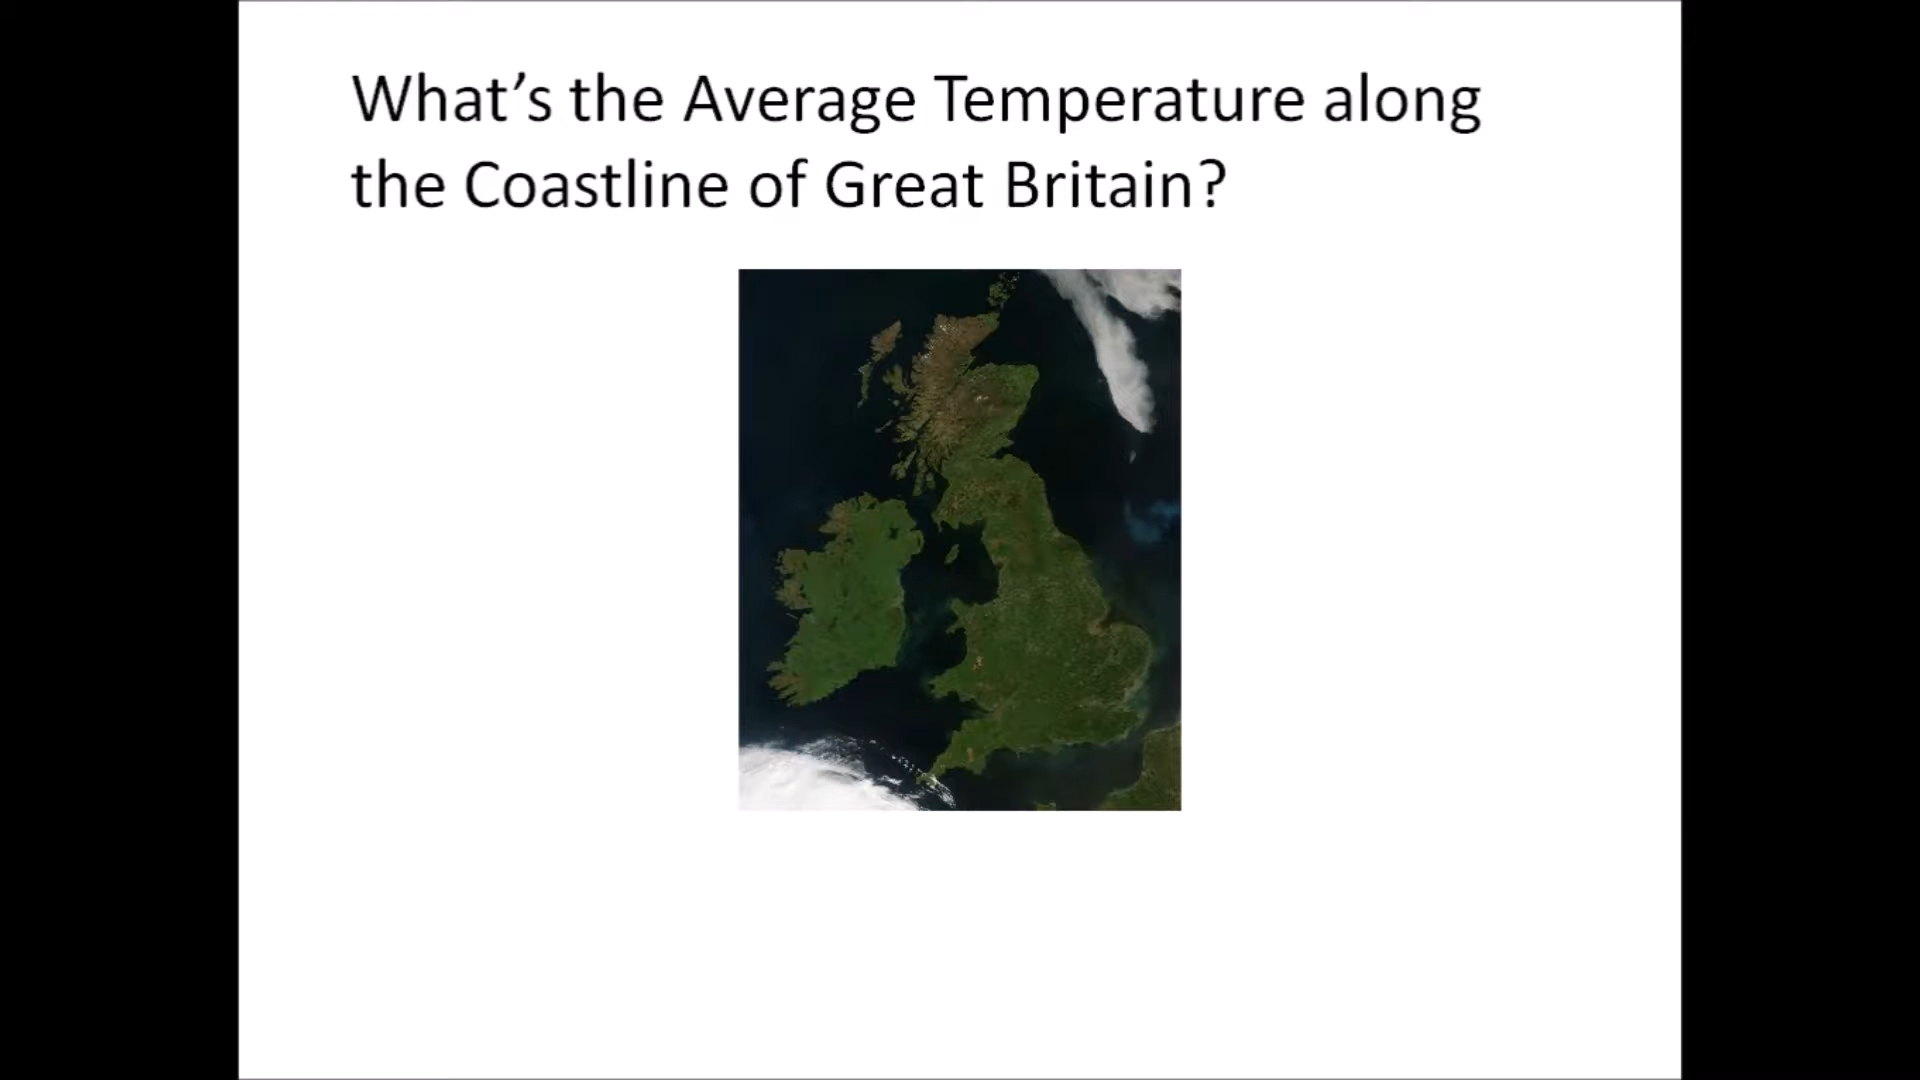 What’s the Average Temperature along
the Coastline of Great Britain?